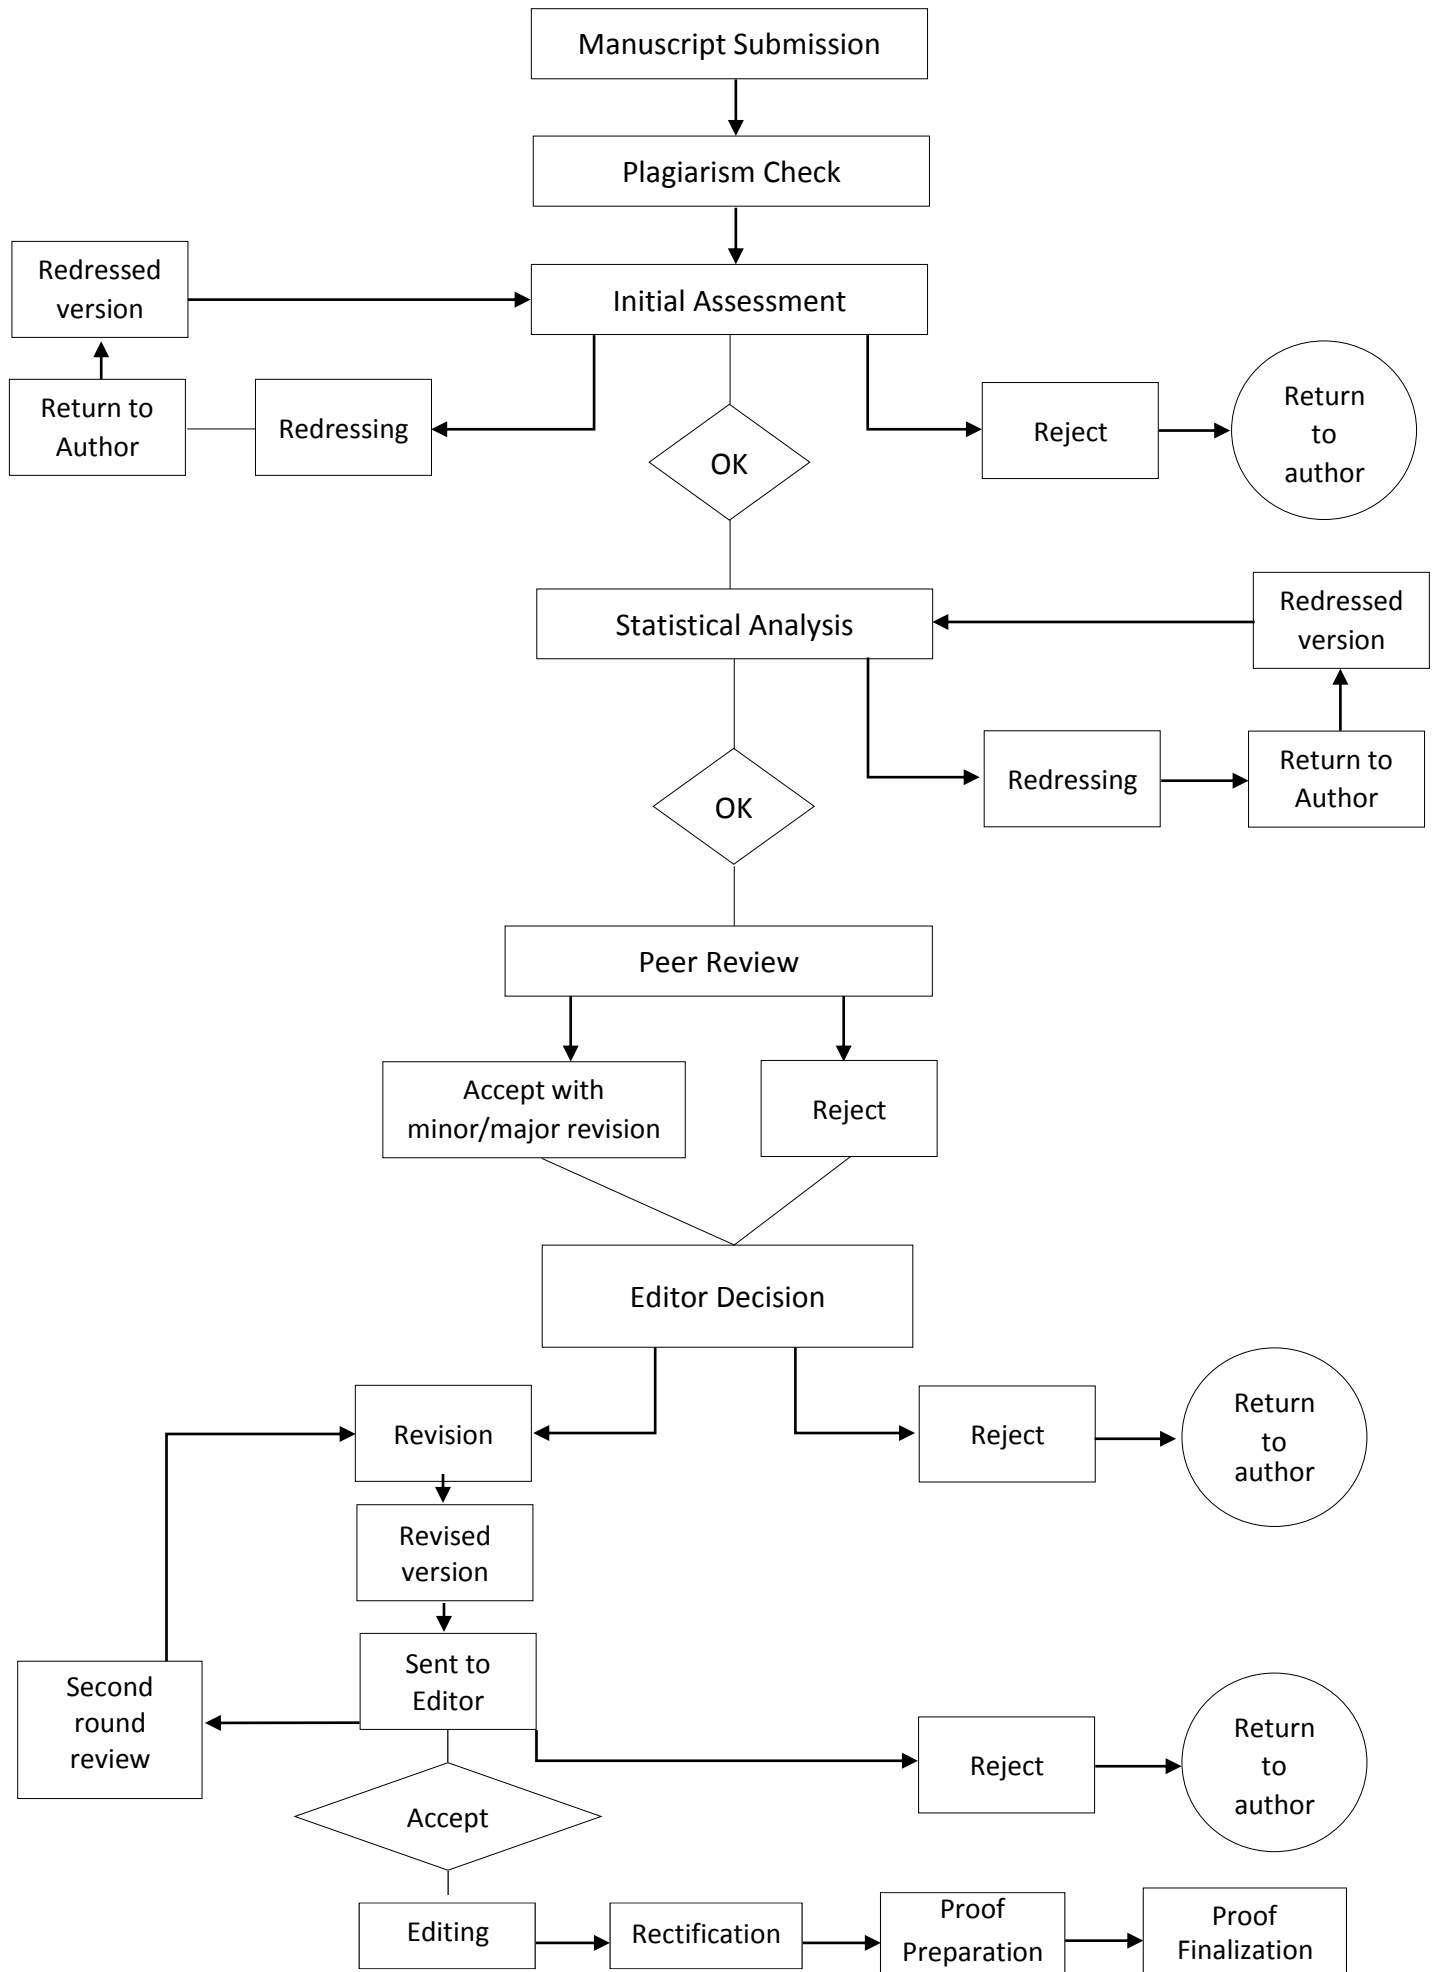 Manuscript Submission
Plagiarism Check
Redressed
version
Initial Assessment
Return to
Author
Redressing
OK
Reject
Return
to
author
Statistical Analysis
Redressed
version
OK
Redressing
Return to
Author
Peer Review
Accept with
minor/major revision
Reject
Editor Decision
Revision
Reject
Return
to
author
Revised
version
Sent to
Editor
Second
round
review
Reject
Return
to
author
Accept
Editing
Rectification
Proof
Preparation
Proof
Finalization